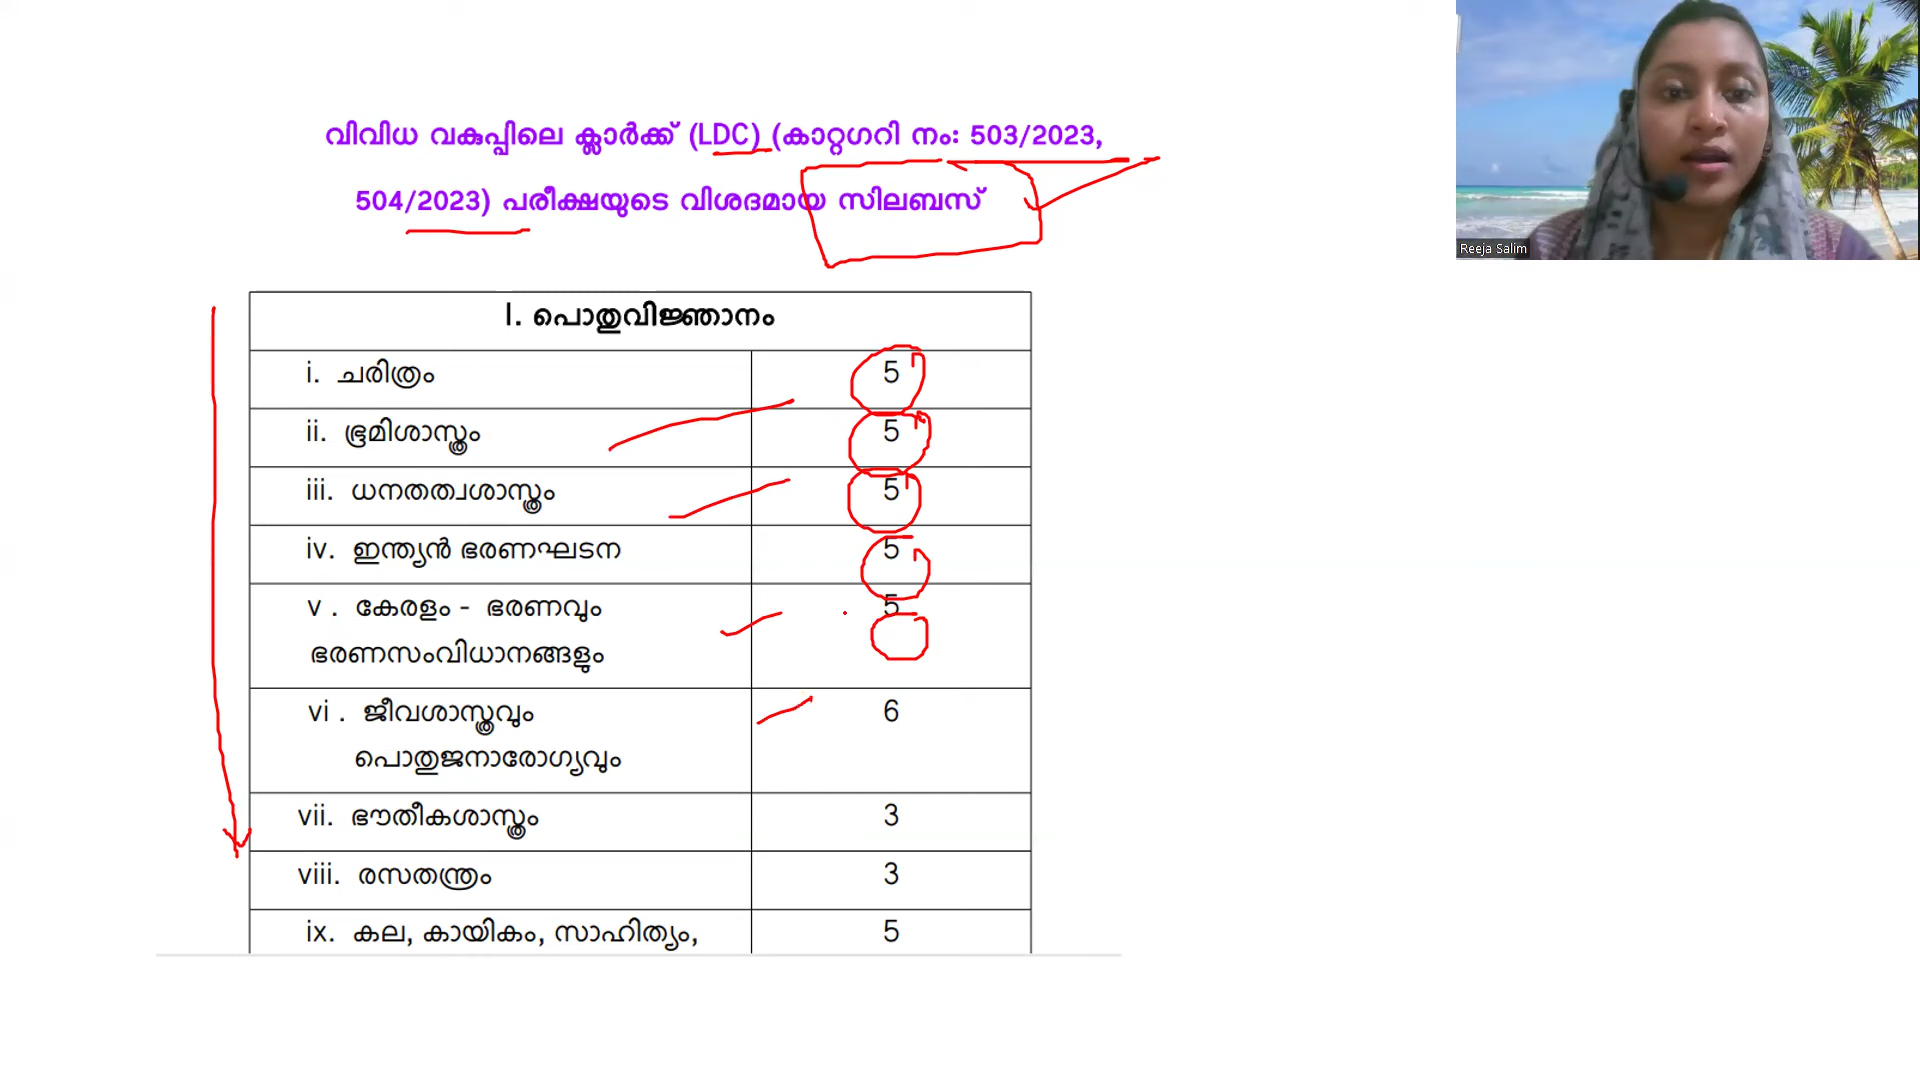 വിവിധ വകുപ്പിലെ ക്ലാർക്ക് (LDC) (കാറ്റഗറി നം: 503/2023,
504/2023) പരീക്ഷയുടെ വിശദമായ സിലബസ്
Reeja Salim
I. പൊതുവിജ്ഞാനം
i. ചരിത്രം 5
ii. ഭൂമിശാസ്ത്രം 5
iii. ധനതത്വശാസ്ത്രം 5
iv. ഇന്ത്യൻ ഭരണഘടന 5
v . കേരളം - ഭരണവും 5
ഭരണസംവിധാനങ്ങളും
vi . ജീവശാസ്ത്രവും 6
പൊതുജനാരോഗ്യവും
vii. ഭൗതീകശാസ്ത്രം 3
viii. രസതന്ത്രം 3
ix. കല, കായികം, സാഹിത്യം, 5